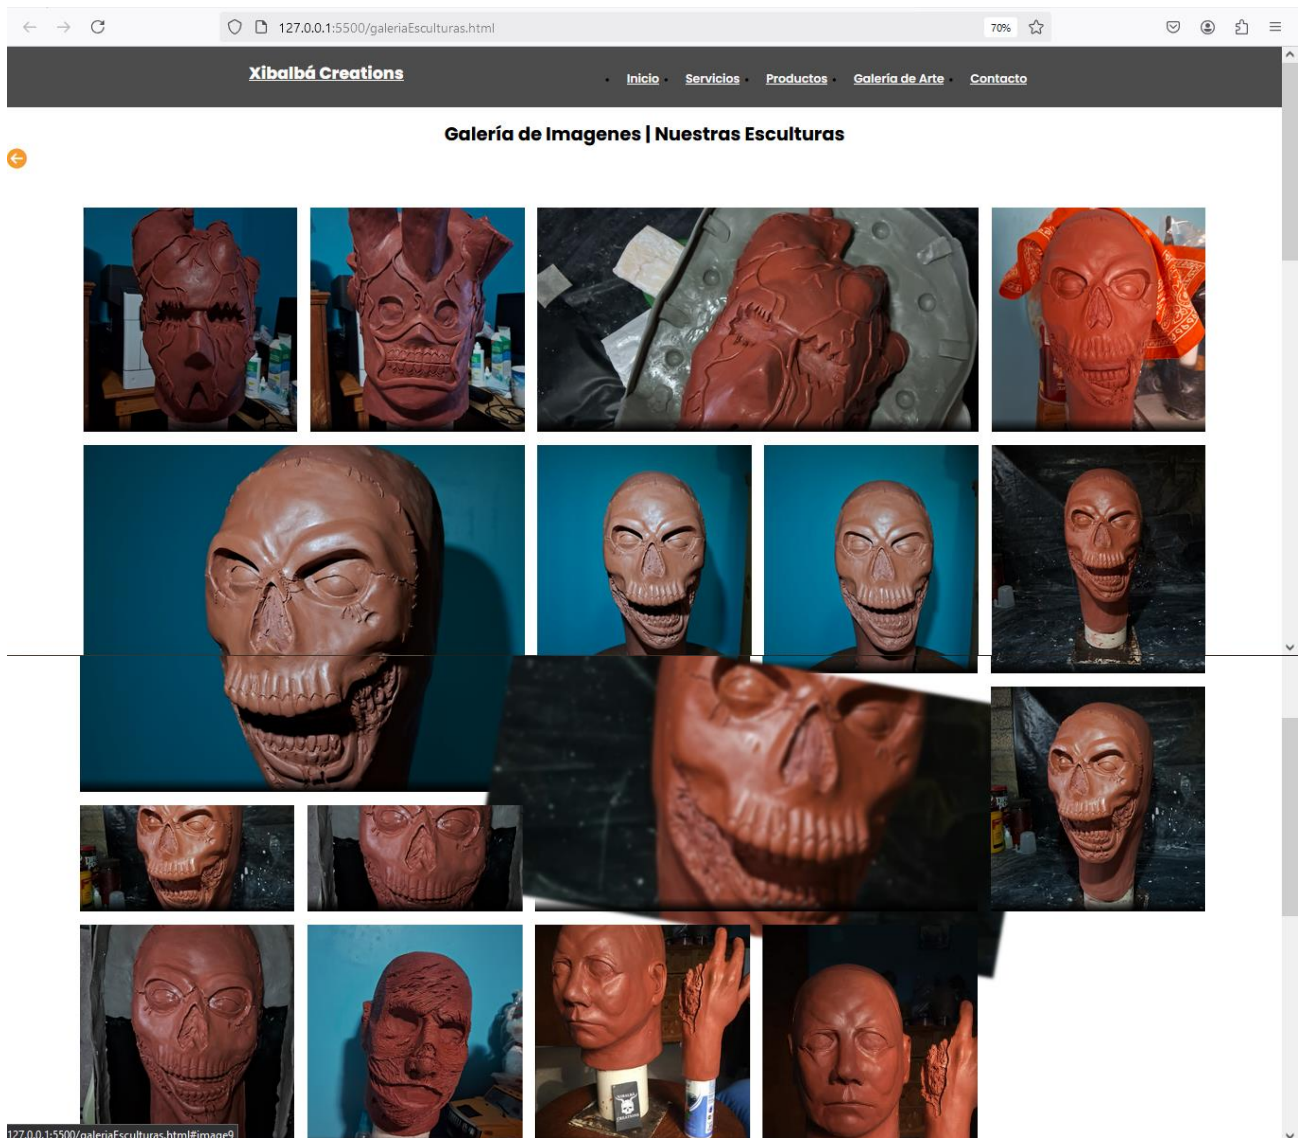 127.0.0.1:5500/galeriaEsculturas.html
70%
Xibalbá Creations
Inicio
Servicios
Productos
Galería de Arte
Contacto
Galería de Imagenes | Nuestras Esculturas
127.0.0.1:5500/galeriaEsculturas.html#image9